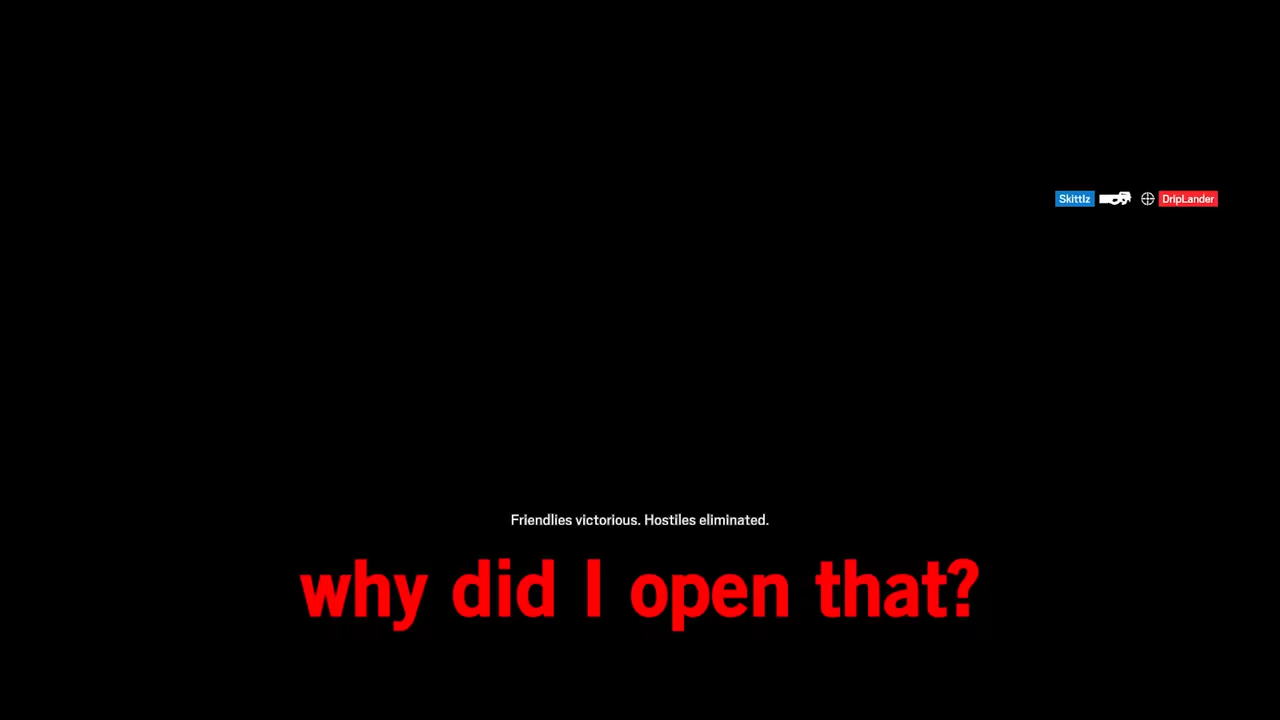 Skittlz DripLander
Friendlies victorious. Hostiles eliminated.
why did I open that?